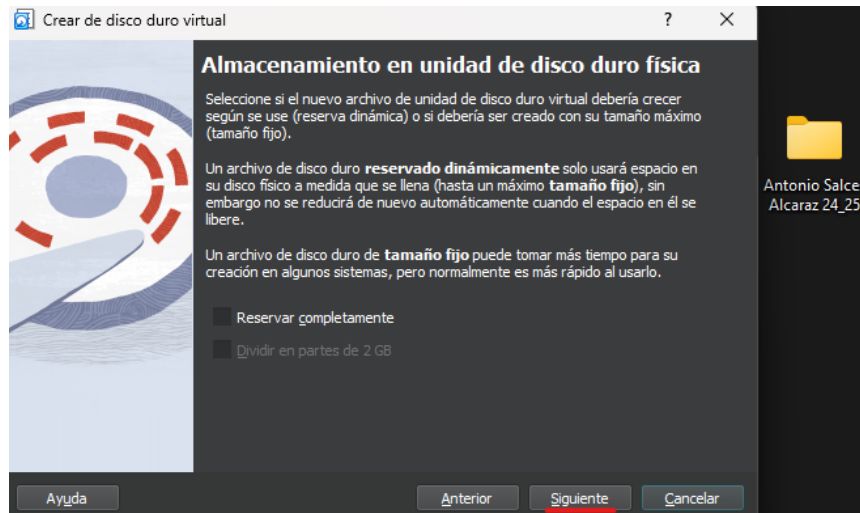 Crear de disco duro virtual
Almacenamiento en unidad de disco duro física
Seleccione si el nuevo archivo de unidad de disco duro virtual debería crecer
según se use (reserva dinámica) o si debería ser creado con su tamaño máximo
(tamaño fijo).
Un archivo de disco duro reservado dinámicamente solo usará espacio en
su disco físico a medida que se llena (hasta un máximo tamaño fijo), sin
embargo no se reducirá de nuevo automáticamente cuando el espacio en él se
libere.
Un archivo de disco duro de tamaño fijo puede tomar más tiempo para su
creación en algunos sistemas, pero normalmente es más rápido al usarlo.
Reservar completamente
Dividir en partes de 2 GB
Ayuda
Anterior
Siguiente
Cancelar
Antonio Salce
Alcaraz 24_25